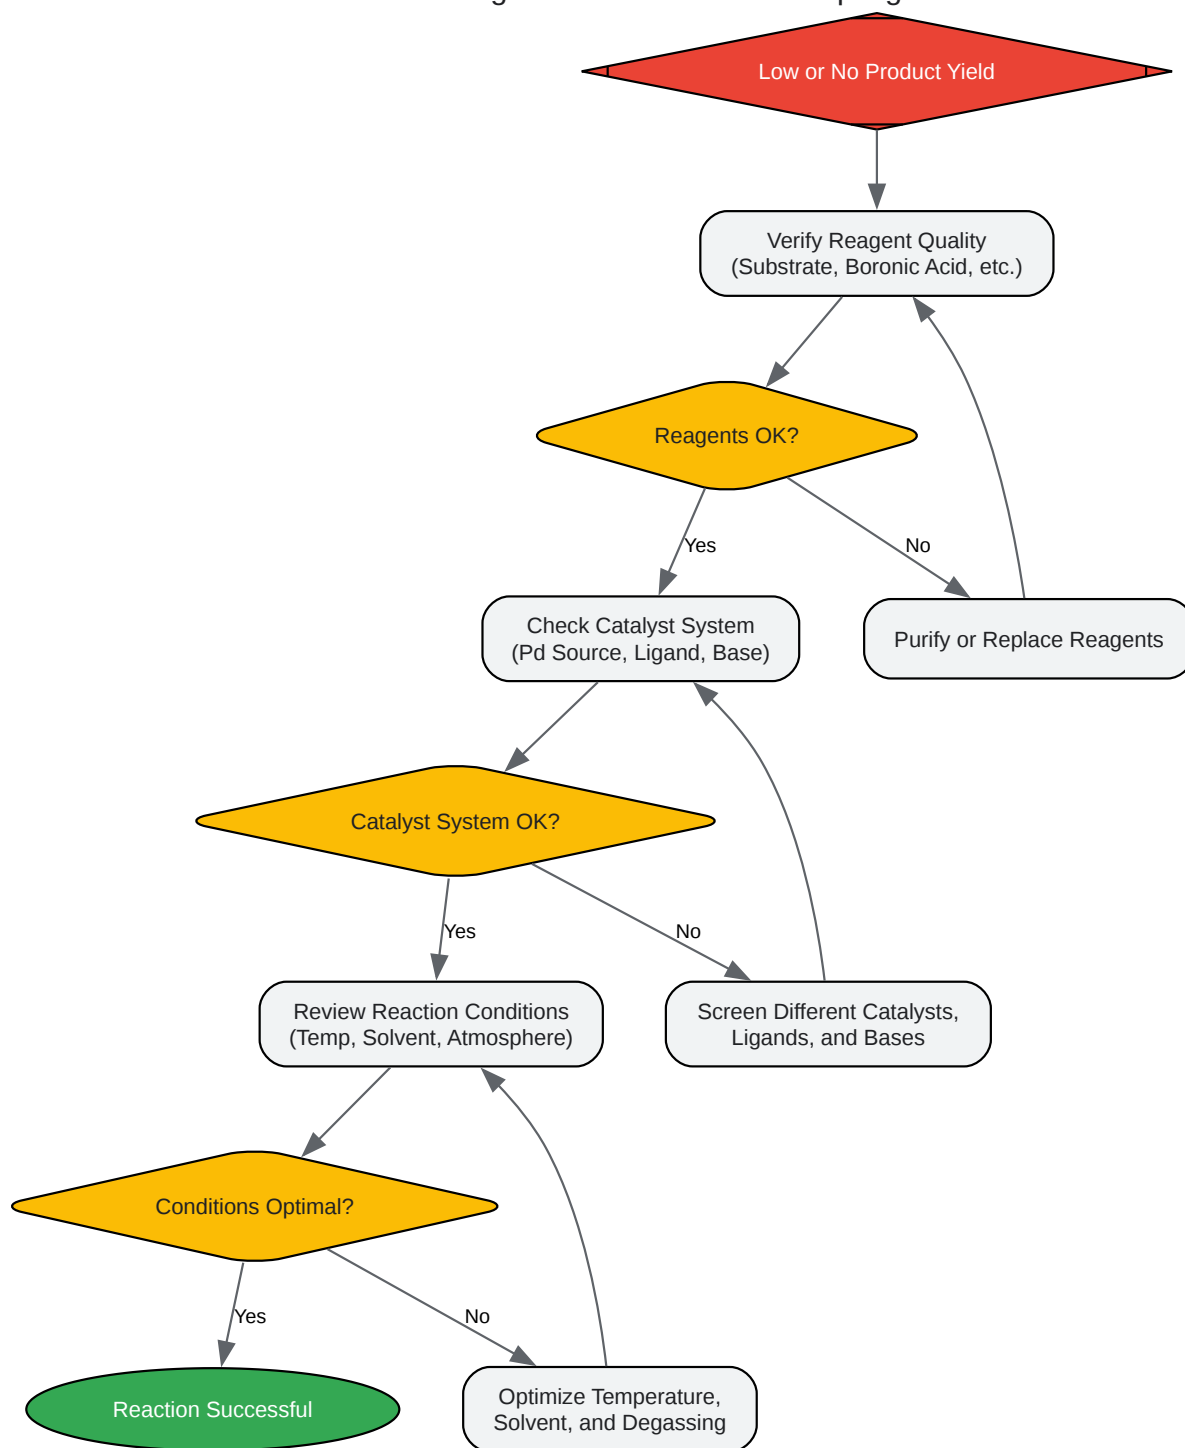 Low or No Product Yield
Verify Reagent Quality
(Substrate, Boronic Acid, etc.)
Reagents OK?
Yes
No
Check Catalyst System
(Pd Source, Ligand, Base)
Purify or Replace Reagents
Catalyst System OK?
Yes
No
Review Reaction Conditions
(Temp, Solvent, Atmosphere)
Screen Different Catalysts,
Ligands, and Bases
Conditions Optimal?
Yes
No
Reaction Successful
Optimize Temperature,
Solvent, and Degassing